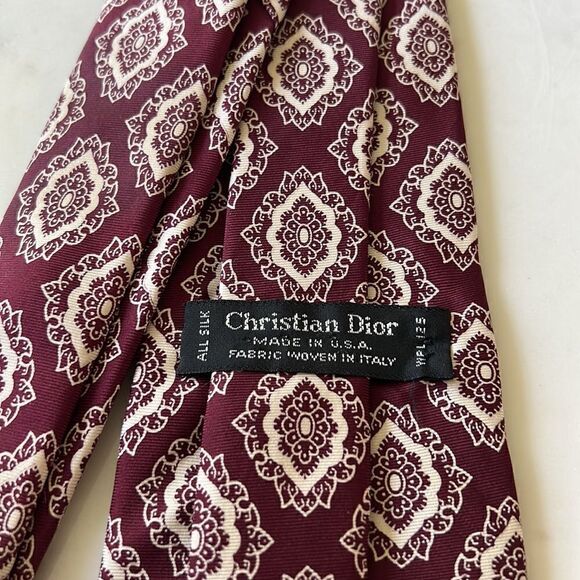 ALL SILK
Christian Dior
MADE IN U.S.A.
FABRIC WOVEN IN ITALY
WPL 125